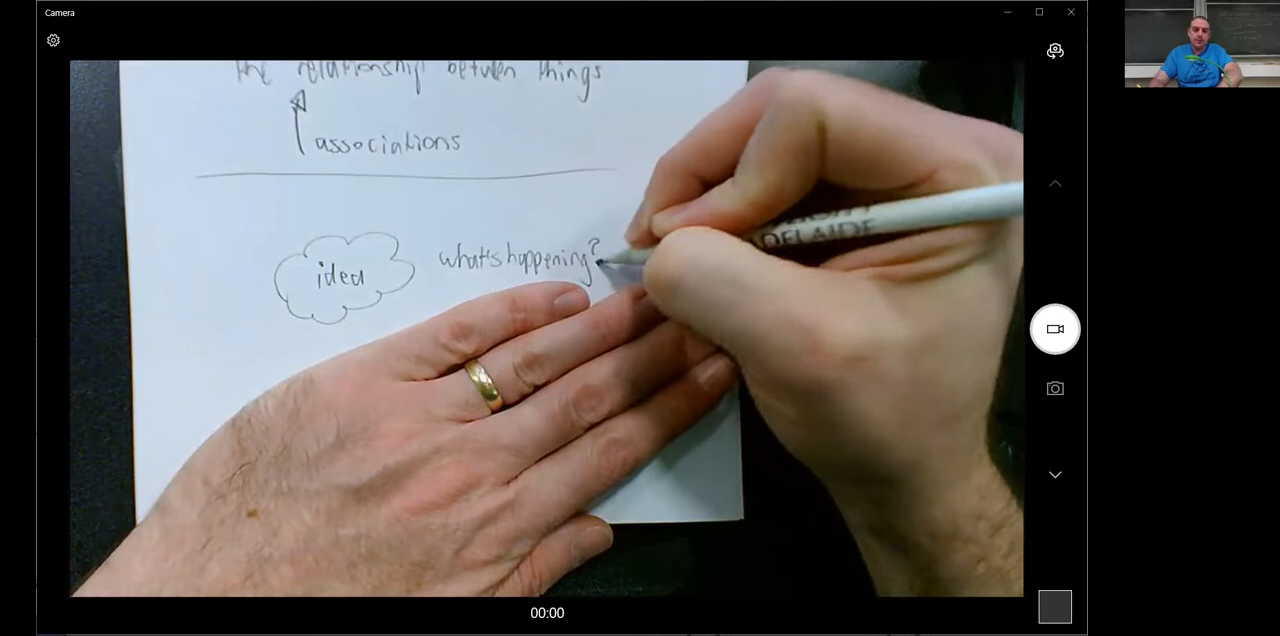 Camera
the relationship between things
associations
idea
what's happening?
ADELAIDE
00:00